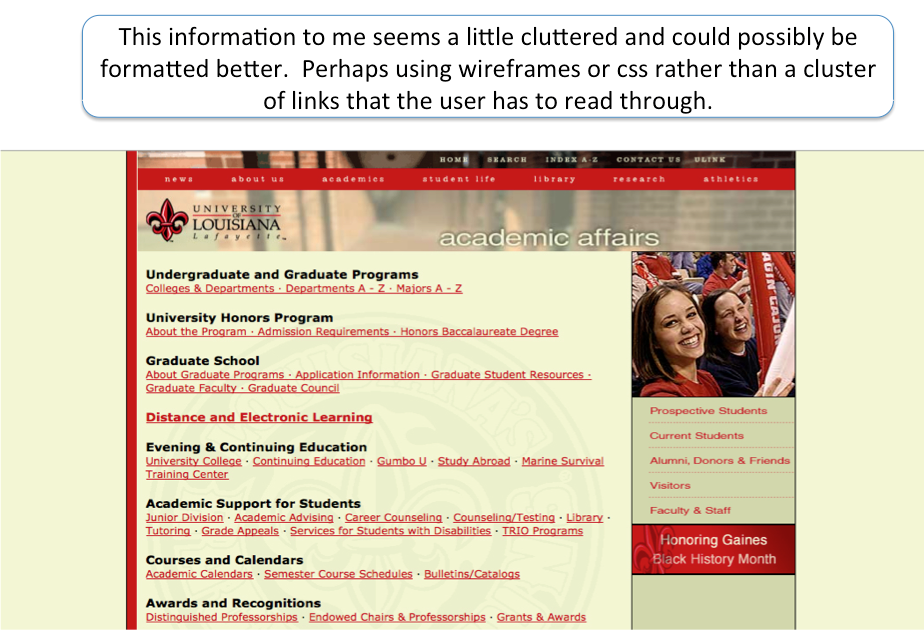 This information to me seems a little cluttered and could possibly be
formatted better.  Perhaps using wireframes or css rather than a cluster
of links that the user has to read through.
HOME SEARCH INDEX A-Z CONTACT US ULINK
news about us academics student life library research athletics
UNIVERSITY
OF
LOUISIANA
Lafayette
academic affairs
Undergraduate and Graduate Programs
Colleges & Departments · Departments A - Z · Majors A - Z
University Honors Program
About the Program · Admission Requirements · Honors Baccalaureate Degree
Graduate School
About Graduate Programs · Application Information · Graduate Student Resources ·
Graduate Faculty · Graduate Council
Distance and Electronic Learning
Evening & Continuing Education
University College · Continuing Education · Gumbo U · Study Abroad · Marine Survival
Training Center
Academic Support for Students
Junior Division · Academic Advising · Career Counseling · Counseling/Testing · Library ·
Tutoring · Grade Appeals · Services for Students with Disabilities · TRIO Programs
Courses and Calendars
Academic Calendars · Semester Course Schedules · Bulletins/Catalogs
Awards and Recognitions
Distinguished Professorships · Endowed Chairs & Professorships · Grants & Awards
Prospective Students
Current Students
Alumni, Donors & Friends
Visitors
Faculty & Staff
Honoring Gaines
Black History Month